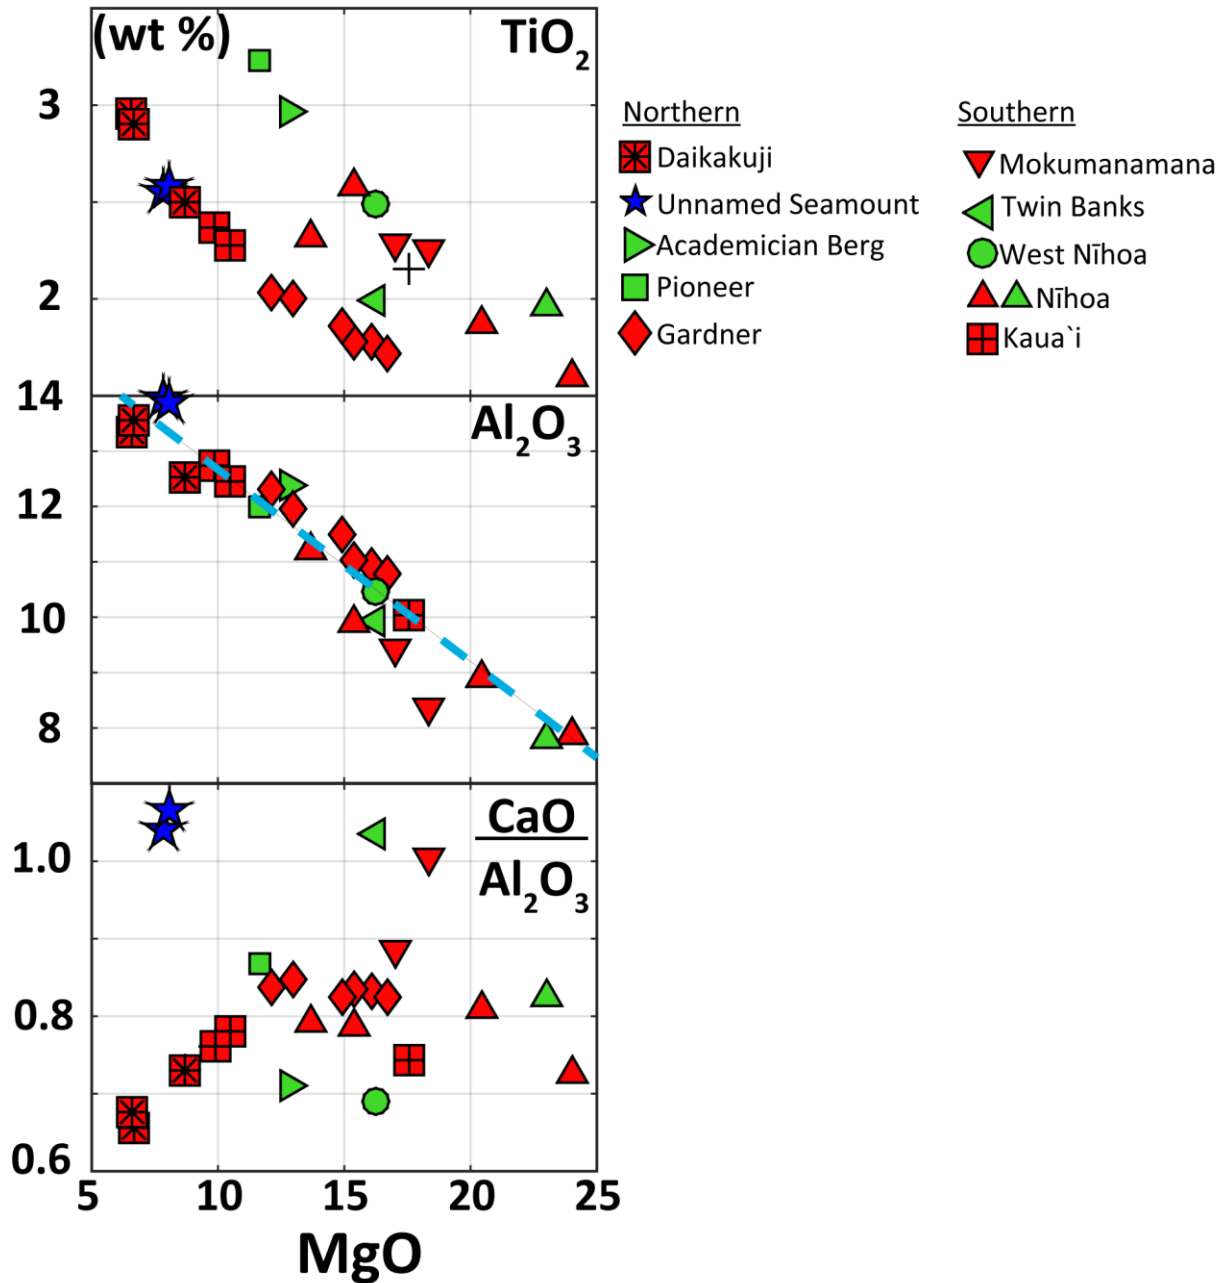 (wt %)
TiO₂
3
2
14
Al₂O₃
12
10
8
CaO
Al₂O₃
1.0
0.8
0.6
5 10 15 20 25
MgO
Northern
Daikakuji
Unnamed Seamount
Academician Berg
Pioneer
Gardner
Southern
Mokumanamana
Twin Banks
West Nīhoa
Nīhoa
Kaua`i